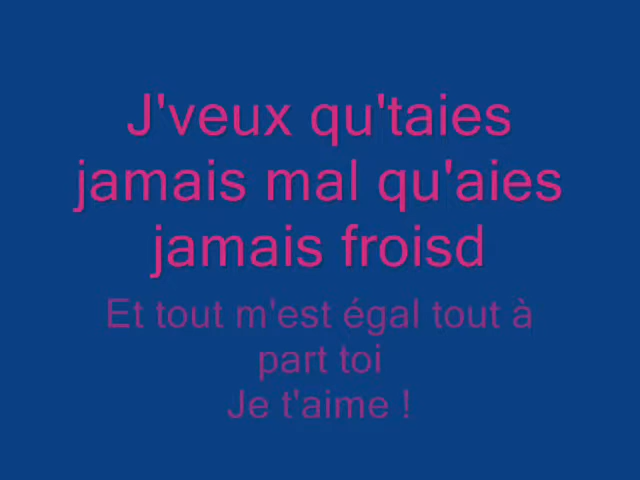 J'veux qu'taies
jamais mal qu'aies
jamais froisd
Et tout m'est égal tout à
part toi
Je t'aime !